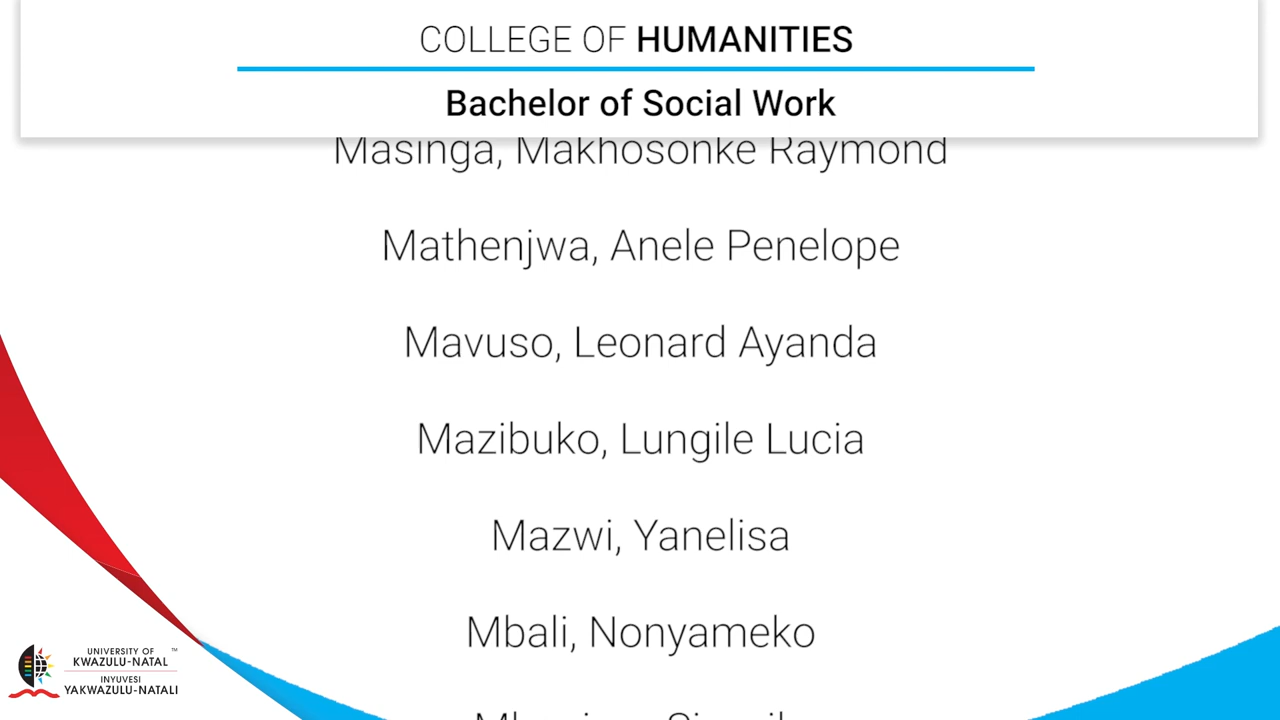 COLLEGE OF HUMANITIES
Bachelor of Social Work
Masinga, Makhosonke Raymond
Mathenjwa, Anele Penelope
Mavuso, Leonard Ayanda
Mazibuko, Lungile Lucia
Mazwi, Yanelisa
Mbali, Nonyameko
UNIVERSITY OF ™
KWAZULU-NATAL
INYUVESI
YAKWAZULU-NATALI